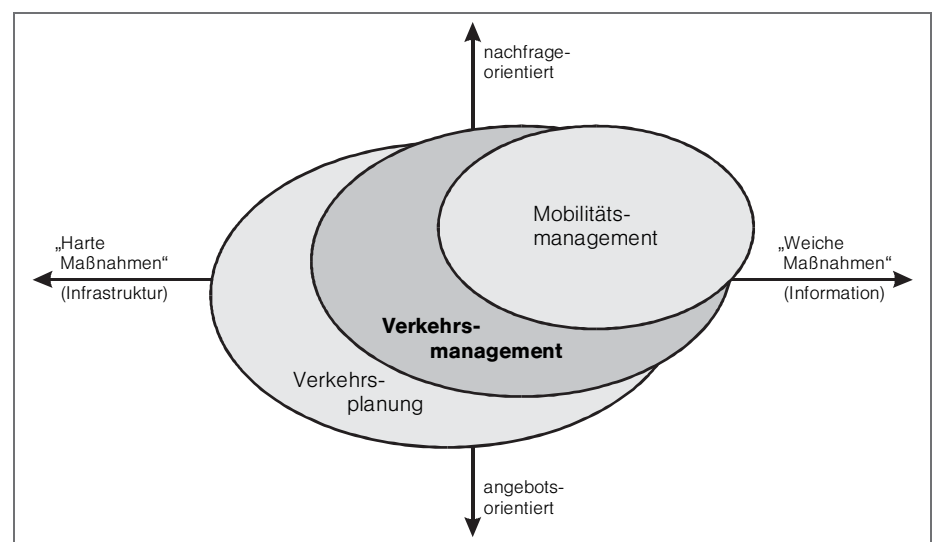 nachfrage-
orientiert
Mobilitäts-
management
„Harte
Maßnahmen“
(Infrastruktur)
„Weiche
Maßnahmen“
(Information)
Verkehrs-
management
Verkehrs-
planung
angebots-
orientiert